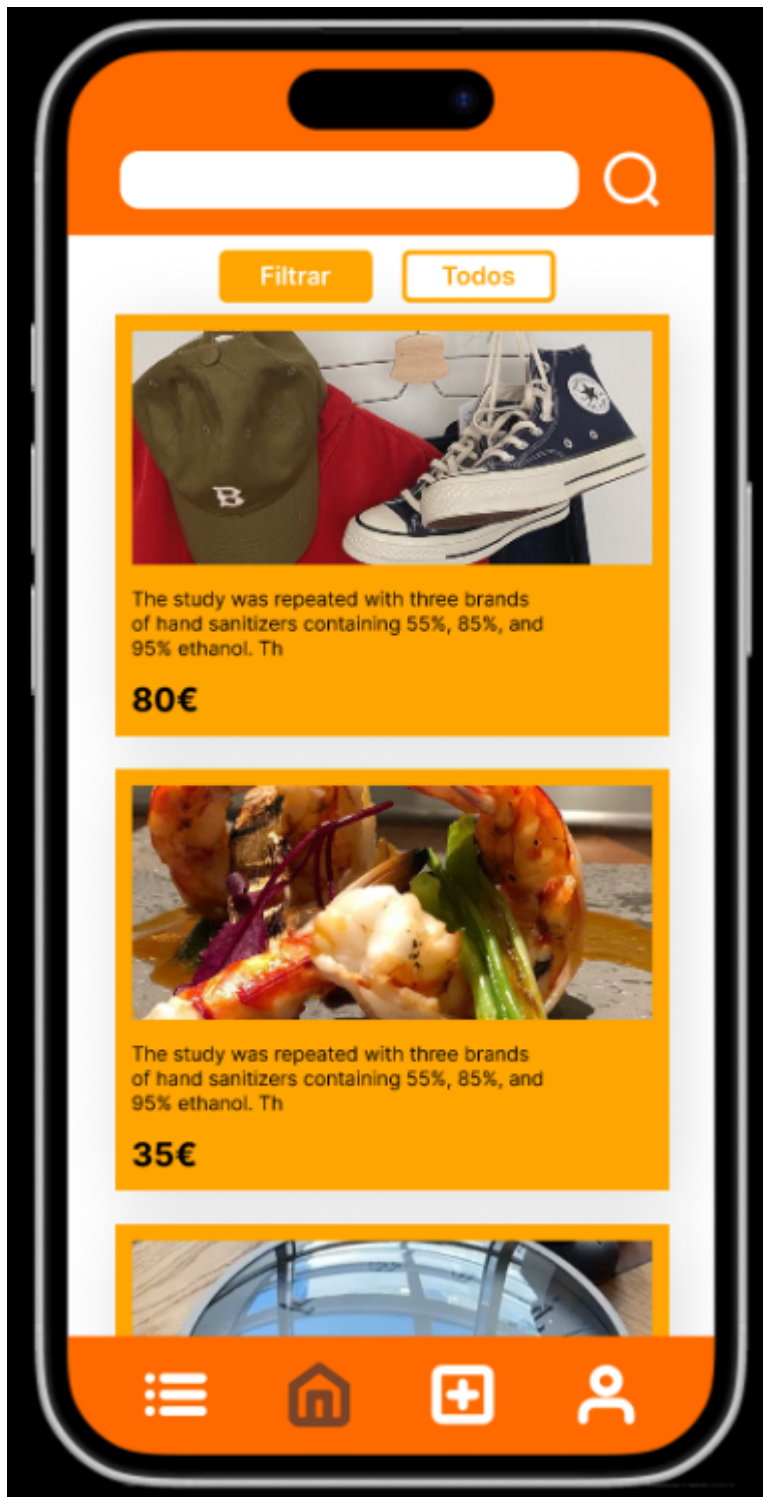 Filtrar
Todos
B
The study was repeated with three brands
of hand sanitizers containing 55%, 85%, and
95% ethanol. Th
80€
The study was repeated with three brands
of hand sanitizers containing 55%, 85%, and
95% ethanol. Th
35€